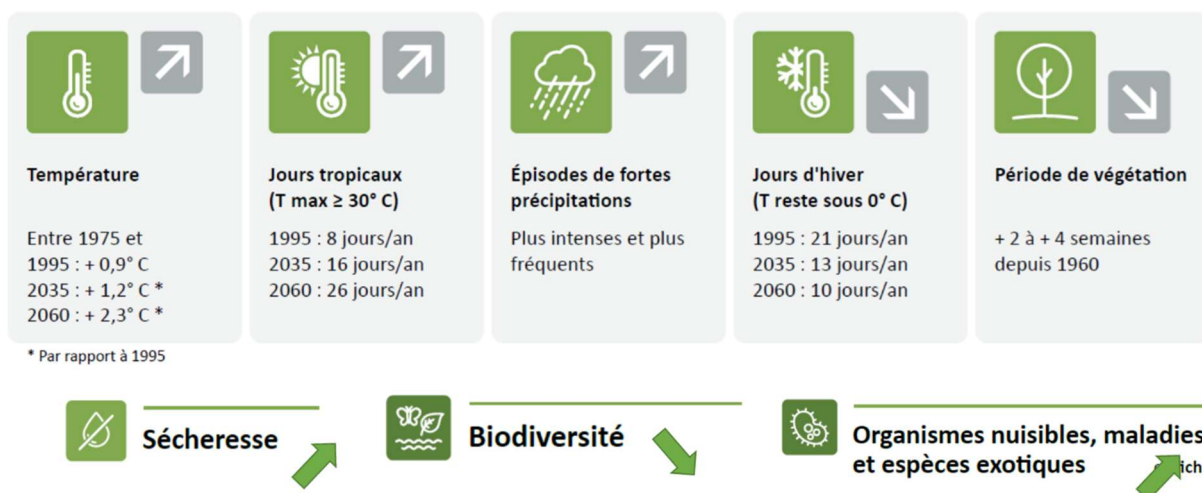 Température
Entre 1975 et
1995 : + 0,9° C
2035 : + 1,2° C *
2060 : + 2,3° C *
Jours tropicaux
(T max ≥ 30° C)
1995 : 8 jours/an
2035 : 16 jours/an
2060 : 26 jours/an
Épisodes de fortes
précipitations
Plus intenses et plus
fréquents
Jours d'hiver
(T reste sous 0° C)
1995 : 21 jours/an
2035 : 13 jours/an
2060 : 10 jours/an
Période de végétation
+ 2 à + 4 semaines
depuis 1960
* Par rapport à 1995
Sécheresse
Biodiversité
Organismes nuisibles, maladies
et espèces exotiques